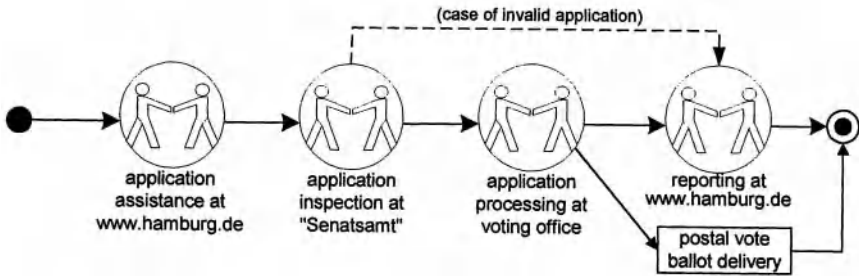 (case of invalid application)
application
assistance at
www.hamburg.de
application
inspection at
"Senatsamt"
application
processing at
voting office
reporting at
www.hamburg.de
postal vote
ballot delivery